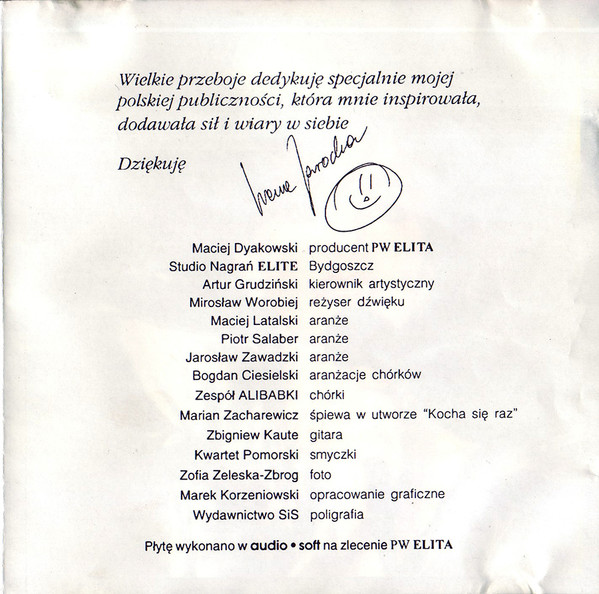 Wielkie przeboje dedykuję specjalnie mojej
polskiej publiczności, która mnie inspirowała,
dodawała sił i wiary w siebie
Dziękuję
Irena Jarocka
Maciej Dyakowski producent PW ELITA
Studio Nagrań ELITE Bydgoszcz
Artur Grudziński kierownik artystyczny
Mirosław Worobiej reżyser dźwięku
Maciej Latalski aranże
Piotr Salaber aranże
Jarosław Zawadzki aranże
Bogdan Ciesielski aranżacje chórków
Zespół ALIBABKI chórki
Marian Zacharewicz śpiewa w utworze "Kocha się raz"
Zbigniew Kaute gitara
Kwartet Pomorski smyczki
Zofia Zeleska-Zbrog foto
Marek Korzeniowski opracowanie graficzne
Wydawnictwo SiS poligrafia
Płytę wykonano w audio • soft na zlecenie PW ELITA